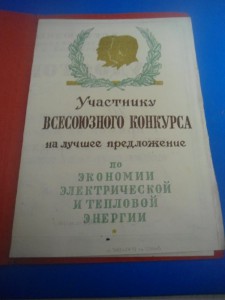 Участнику
ВСЕСОЮЗНОГО КОНКУРСА
на лучшее предложение
ПО
ЭКОНОМИИ
ЭЛЕКТРИЧЕСКОЙ
И ТЕПЛОВОЙ
ЭНЕРГИИ